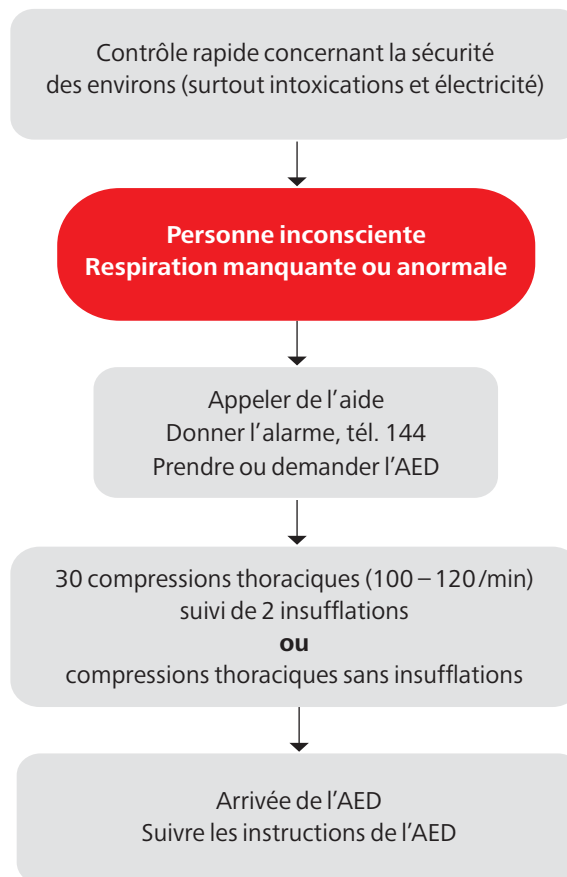 Contrôle rapide concernant la sécurité
des environs (surtout intoxications et électricité)
Personne inconsciente
Respiration manquante ou anormale
Appeler de l’aide
Donner l’alarme, tél. 144
Prendre ou demander l’AED
30 compressions thoraciques (100 – 120/min)
suivi de 2 insufflations
ou
compressions thoraciques sans insufflations
Arrivée de l’AED
Suivre les instructions de l’AED